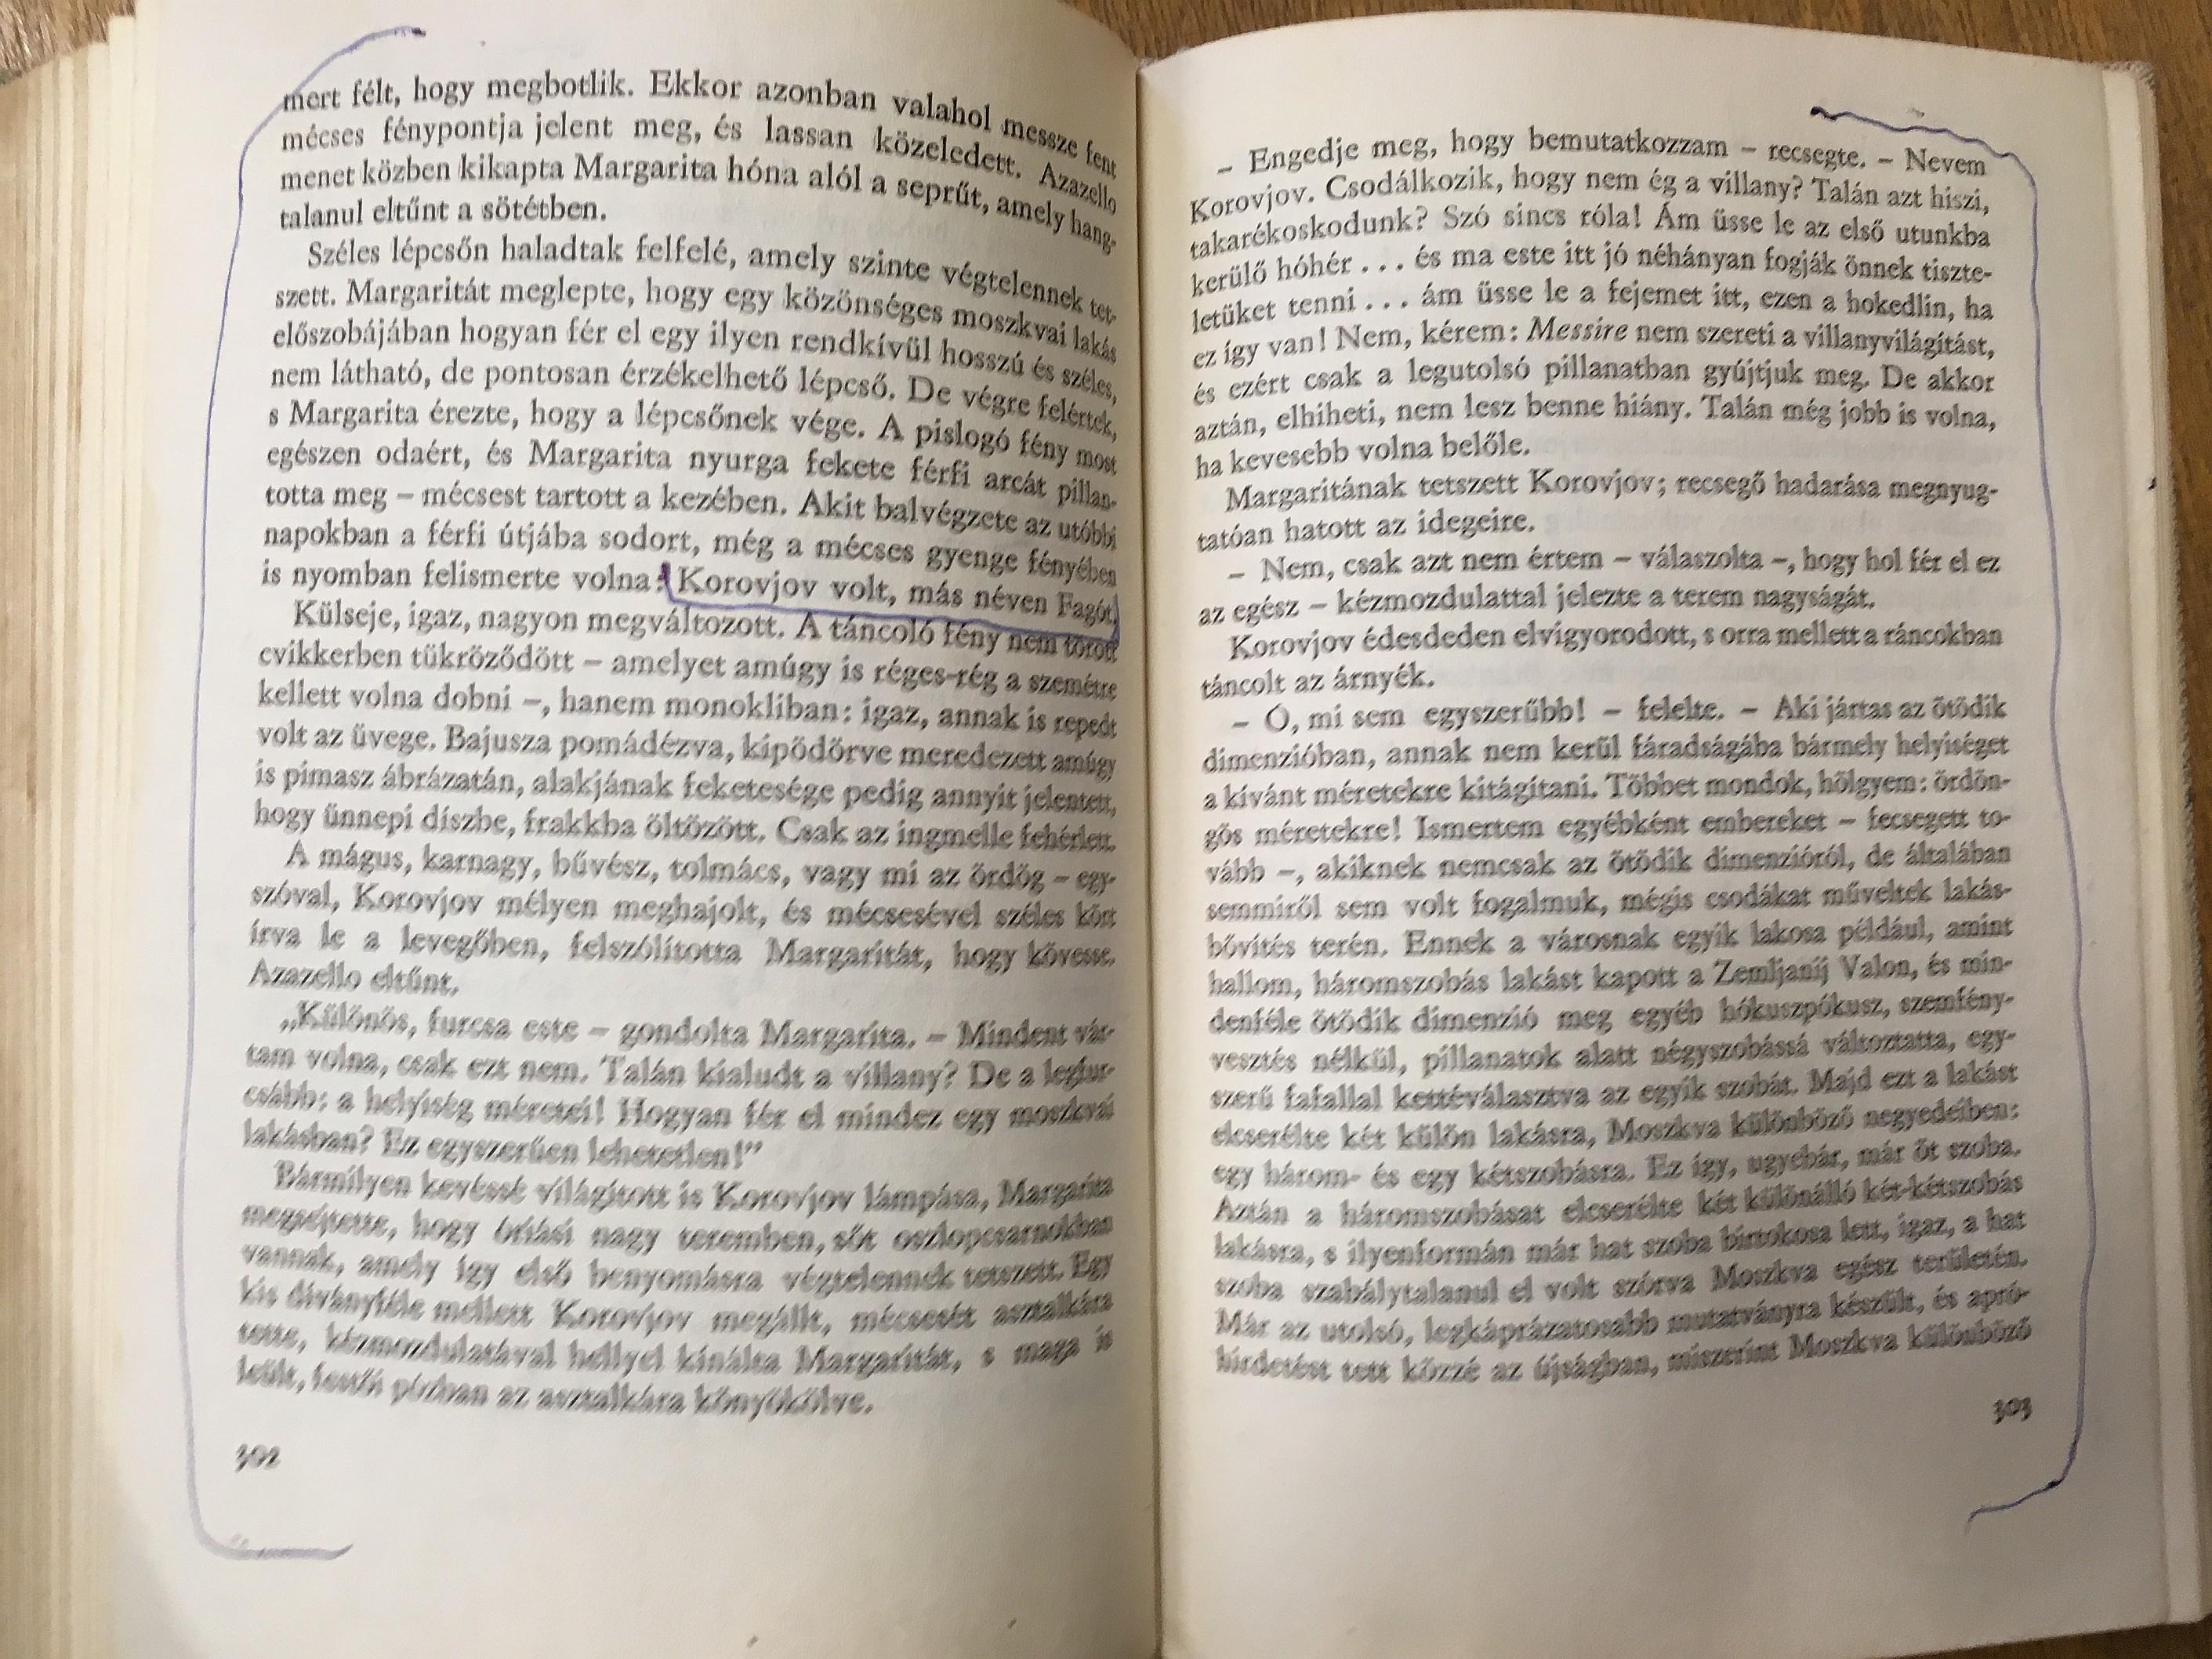 mert félt, hogy megbotlik. Ekkor azonban valahol messze fent
mécses fénypontja jelent meg, és lassan közeledett. Azazello
menet közben kikapta Margarita hóna alól a seprűt, amely hang-
talanul eltűnt a sötétben.
Széles lépcsőn haladtak felfelé, amely szinte végtelennek tet-
szett. Margaritát meglepte, hogy egy közönséges moszkvai lakás
előszobájában hogyan fér el egy ilyen rendkívül hosszú és széles,
nem látható, de pontosan érzékelhető lépcső. De végre felértek,
s Margarita érezte, hogy a lépcsőnek vége. A pislogó fény most
egészen odaért, és Margarita nyurga fekete férfi arcát pillan-
totta meg – mécsest tartott a kezében. Akit balvégzete az utóbbi
napokban a férfi útjába sodort, még a mécses gyenge fényében
is nyomban felismerte volna: Korovjov volt, más néven Fagót.
Külseje, igaz, nagyon megváltozott. A táncoló fény nem törött
cvikkerben tükröződött – amelyet amúgy is réges-rég a szemétre
kellett volna dobni –, hanem monokliban: igaz, annak is repedt
volt az üvege. Bajusza pomádézva, kipödörve meredezett amúgy
is pimasz ábrázatán, alakjának feketesége pedig annyit jelentett,
hogy ünnepi díszbe, frakkba öltözött. Csak az ingmelle fehérlett.
A mágus, karnagy, bűvész, tolmács, vagy mi az ördög – egy-
szóval, Korovjov mélyen meghajolt, és mécsesével széles kört
írva le a levegőben, felszólította Margaritát, hogy kövesse.
Azazello eltűnt.
„Különös, furcsa este – gondolta Margarita. – Mindent vár-
tam volna, csak ezt nem. Talán kialudt a villany? De a legfur-
csább: a helyiség méretei! Hogyan fér el mindez egy moszkvai
lakásban? Ez egyszerűen lehetetlen!”
Bármilyen kevéssé világított is Korovjov lámpása, Margarita
megsejtette, hogy óriási nagy teremben, sőt oszlopcsarnokban
vannak, amely így első benyomásra végtelennek tetszett. Egy
kis díványféle mellett Korovjov megállt, mécsesét asztalkára
tette, kézmozdulatával hellyel kínálta Margaritát, s maga is
leült, festői pózban az asztalkára könyökölve.
302
– Engedje meg, hogy bemutatkozzam – recsegte. – Nevem
Korovjov. Csodálkozik, hogy nem ég a villany? Talán azt hiszi,
takarékoskodunk? Szó sincs róla! Ám üsse le az első utunkba
kerülő hóhér . . . és ma este itt jó néhányan fogják önnek tiszte-
letüket tenni . . . ám üsse le a fejemet itt, ezen a hokedlin, ha
ez így van! Nem, kérem: Messire nem szereti a villanyvilágítást,
és ezért csak a legutolsó pillanatban gyújtjuk meg. De akkor
aztán, elhiheti, nem lesz benne hiány. Talán még jobb is volna,
ha kevesebb volna belőle.
Margaritának tetszett Korovjov; recsegő hadarása megnyug-
tatóan hatott az idegeire.
– Nem, csak azt nem értem – válaszolta –, hogy hol fér el ez
az egész – kézmozdulattal jelezte a terem nagyságát.
Korovjov édesdeden elvigyorodott, s orra mellett a ráncokban
táncolt az árnyék.
– Ó, mi sem egyszerűbb! – felelte. – Aki jártas az ötödik
dimenzióban, annak nem kerül fáradságába bármely helyiséget
a kívánt méretekre kitágítani. Többet mondok, hölgyem: ördön-
gös méretekre! Ismertem egyébként embereket – fecsegett to-
vább –, akiknek nemcsak az ötödik dimenzióról, de általában
semmiről sem volt fogalmuk, mégis csodákat műveltek lakás-
bővítés terén. Ennek a városnak egyik lakosa például, amint
hallom, háromszobás lakást kapott a Zemljanij Valon, és min-
denféle ötödik dimenzió meg egyéb hókuszpókusz, szemfény-
vesztés nélkül, pillanatok alatt négyszobássá változtatta, egy-
szerű fafallal kettéválasztva az egyik szobát. Majd ezt a lakást
elcserélte két külön lakásra, Moszkva különböző negyedeiben:
egy három- és egy kétszobásra. Ez így, ugyebár, már öt szoba.
Aztán a háromszobásat elcserélte két különálló két-kétszobás
lakásra, s ilyenformán már hat szoba birtokosa lett, igaz, a hat
szoba szabálytalanul el volt szórva Moszkva egész területén.
Már az utolsó, legkáprázatosabb mutatványra készült, és apró-
hirdetést tett közzé az újságban, miszerint Moszkva különböző
303